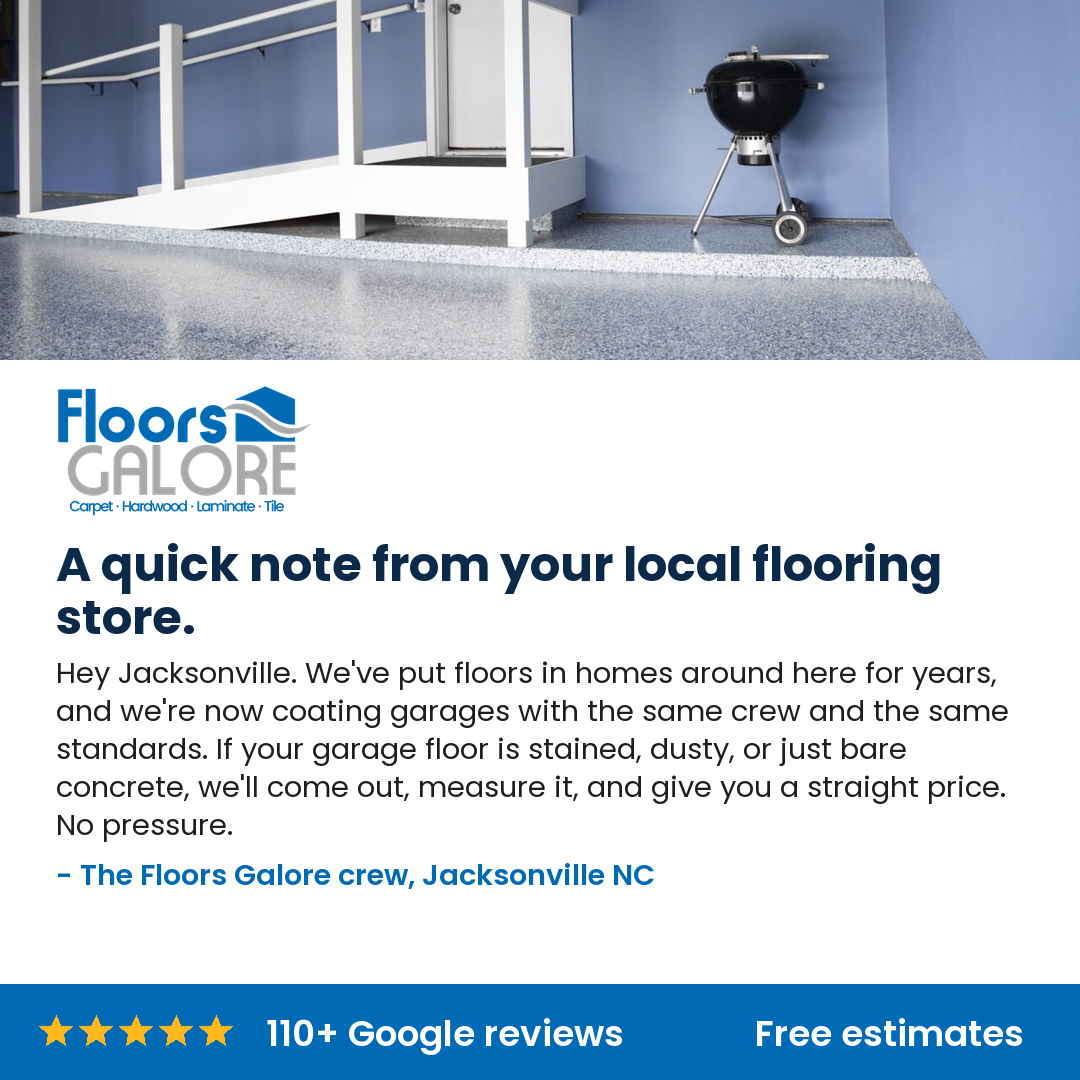 Floors
GALORE
Carpet · Hardwood · Laminate · Tile
A quick note from your local flooring
store.
Hey Jacksonville. We've put floors in homes around here for years,
and we're now coating garages with the same crew and the same
standards. If your garage floor is stained, dusty, or just bare
concrete, we'll come out, measure it, and give you a straight price.
No pressure.
- The Floors Galore crew, Jacksonville NC
110+ Google reviews
Free estimates